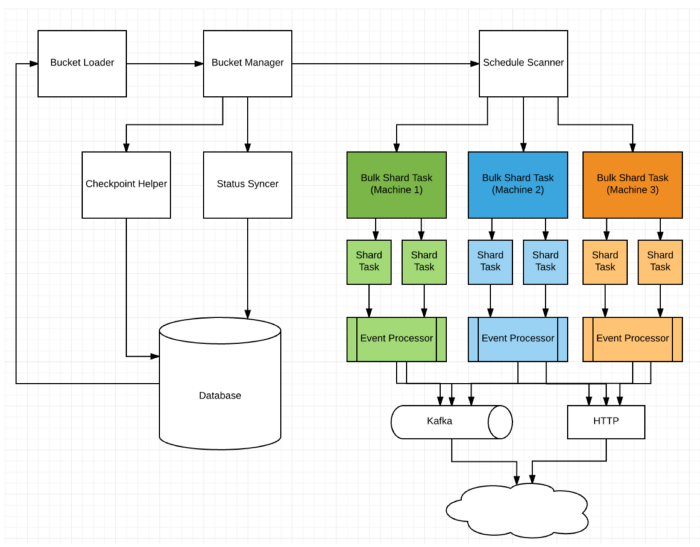 Bucket Loader
Bucket Manager
Schedule Scanner
Checkpoint Helper
Status Syncer
Bulk Shard Task
(Machine 1)
Bulk Shard Task
(Machine 2)
Bulk Shard Task
(Machine 3)
Shard
Task
Shard
Task
Shard
Task
Shard
Task
Shard
Task
Shard
Task
Event Processor
Event Processor
Event Processor
Database
Kafka
HTTP